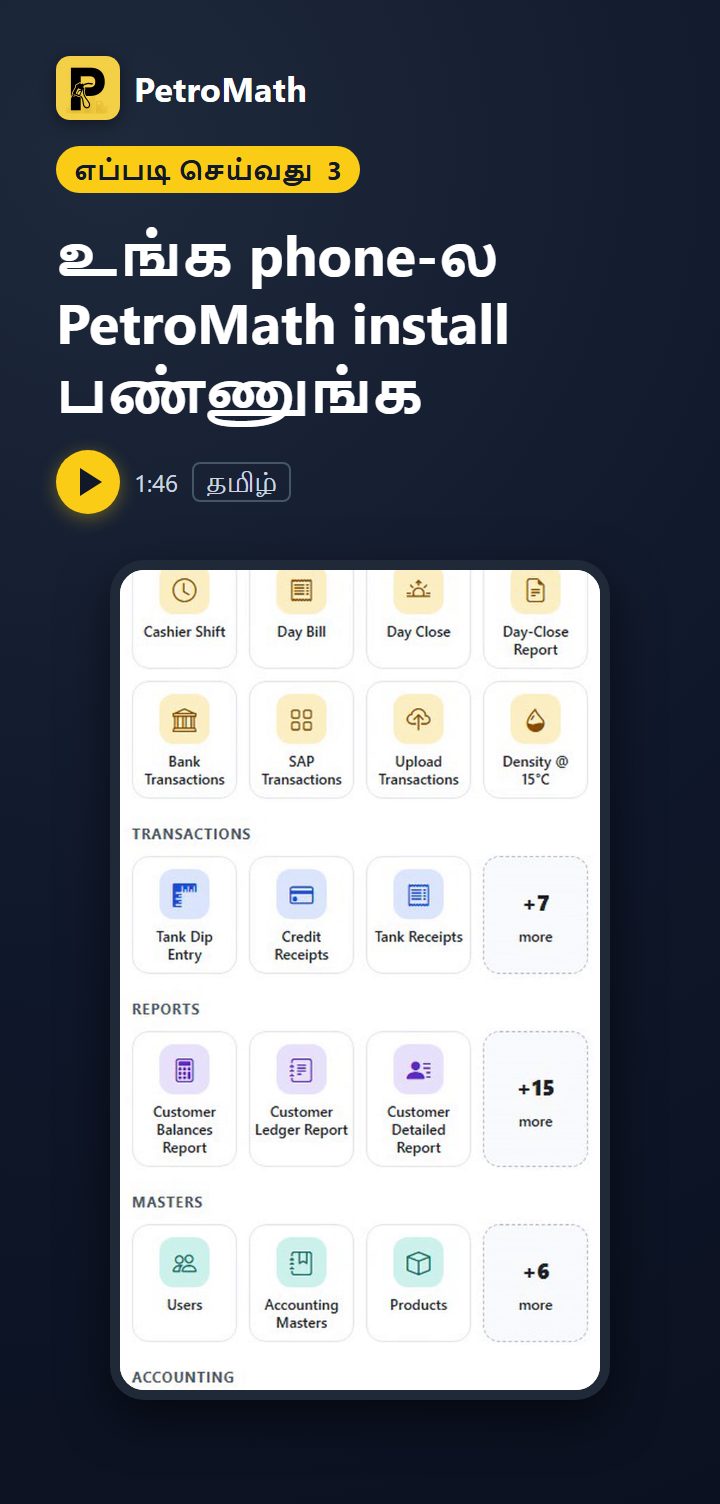 PetroMath
எப்படி செய்வது 3
உங்க phone-ல
PetroMath install
பண்ணுங்க
1:46 தமிழ்
Cashier Shift
Day Bill
Day Close
Day-Close
Report
Bank
Transactions
SAP
Transactions
Upload
Transactions
Density @
15°C
TRANSACTIONS
Tank Dip
Entry
Credit
Receipts
Tank Receipts
+7
more
REPORTS
Customer
Balances
Report
Customer
Ledger Report
Customer
Detailed
Report
+15
more
MASTERS
Users
Accounting
Masters
Products
+6
more
ACCOUNTING